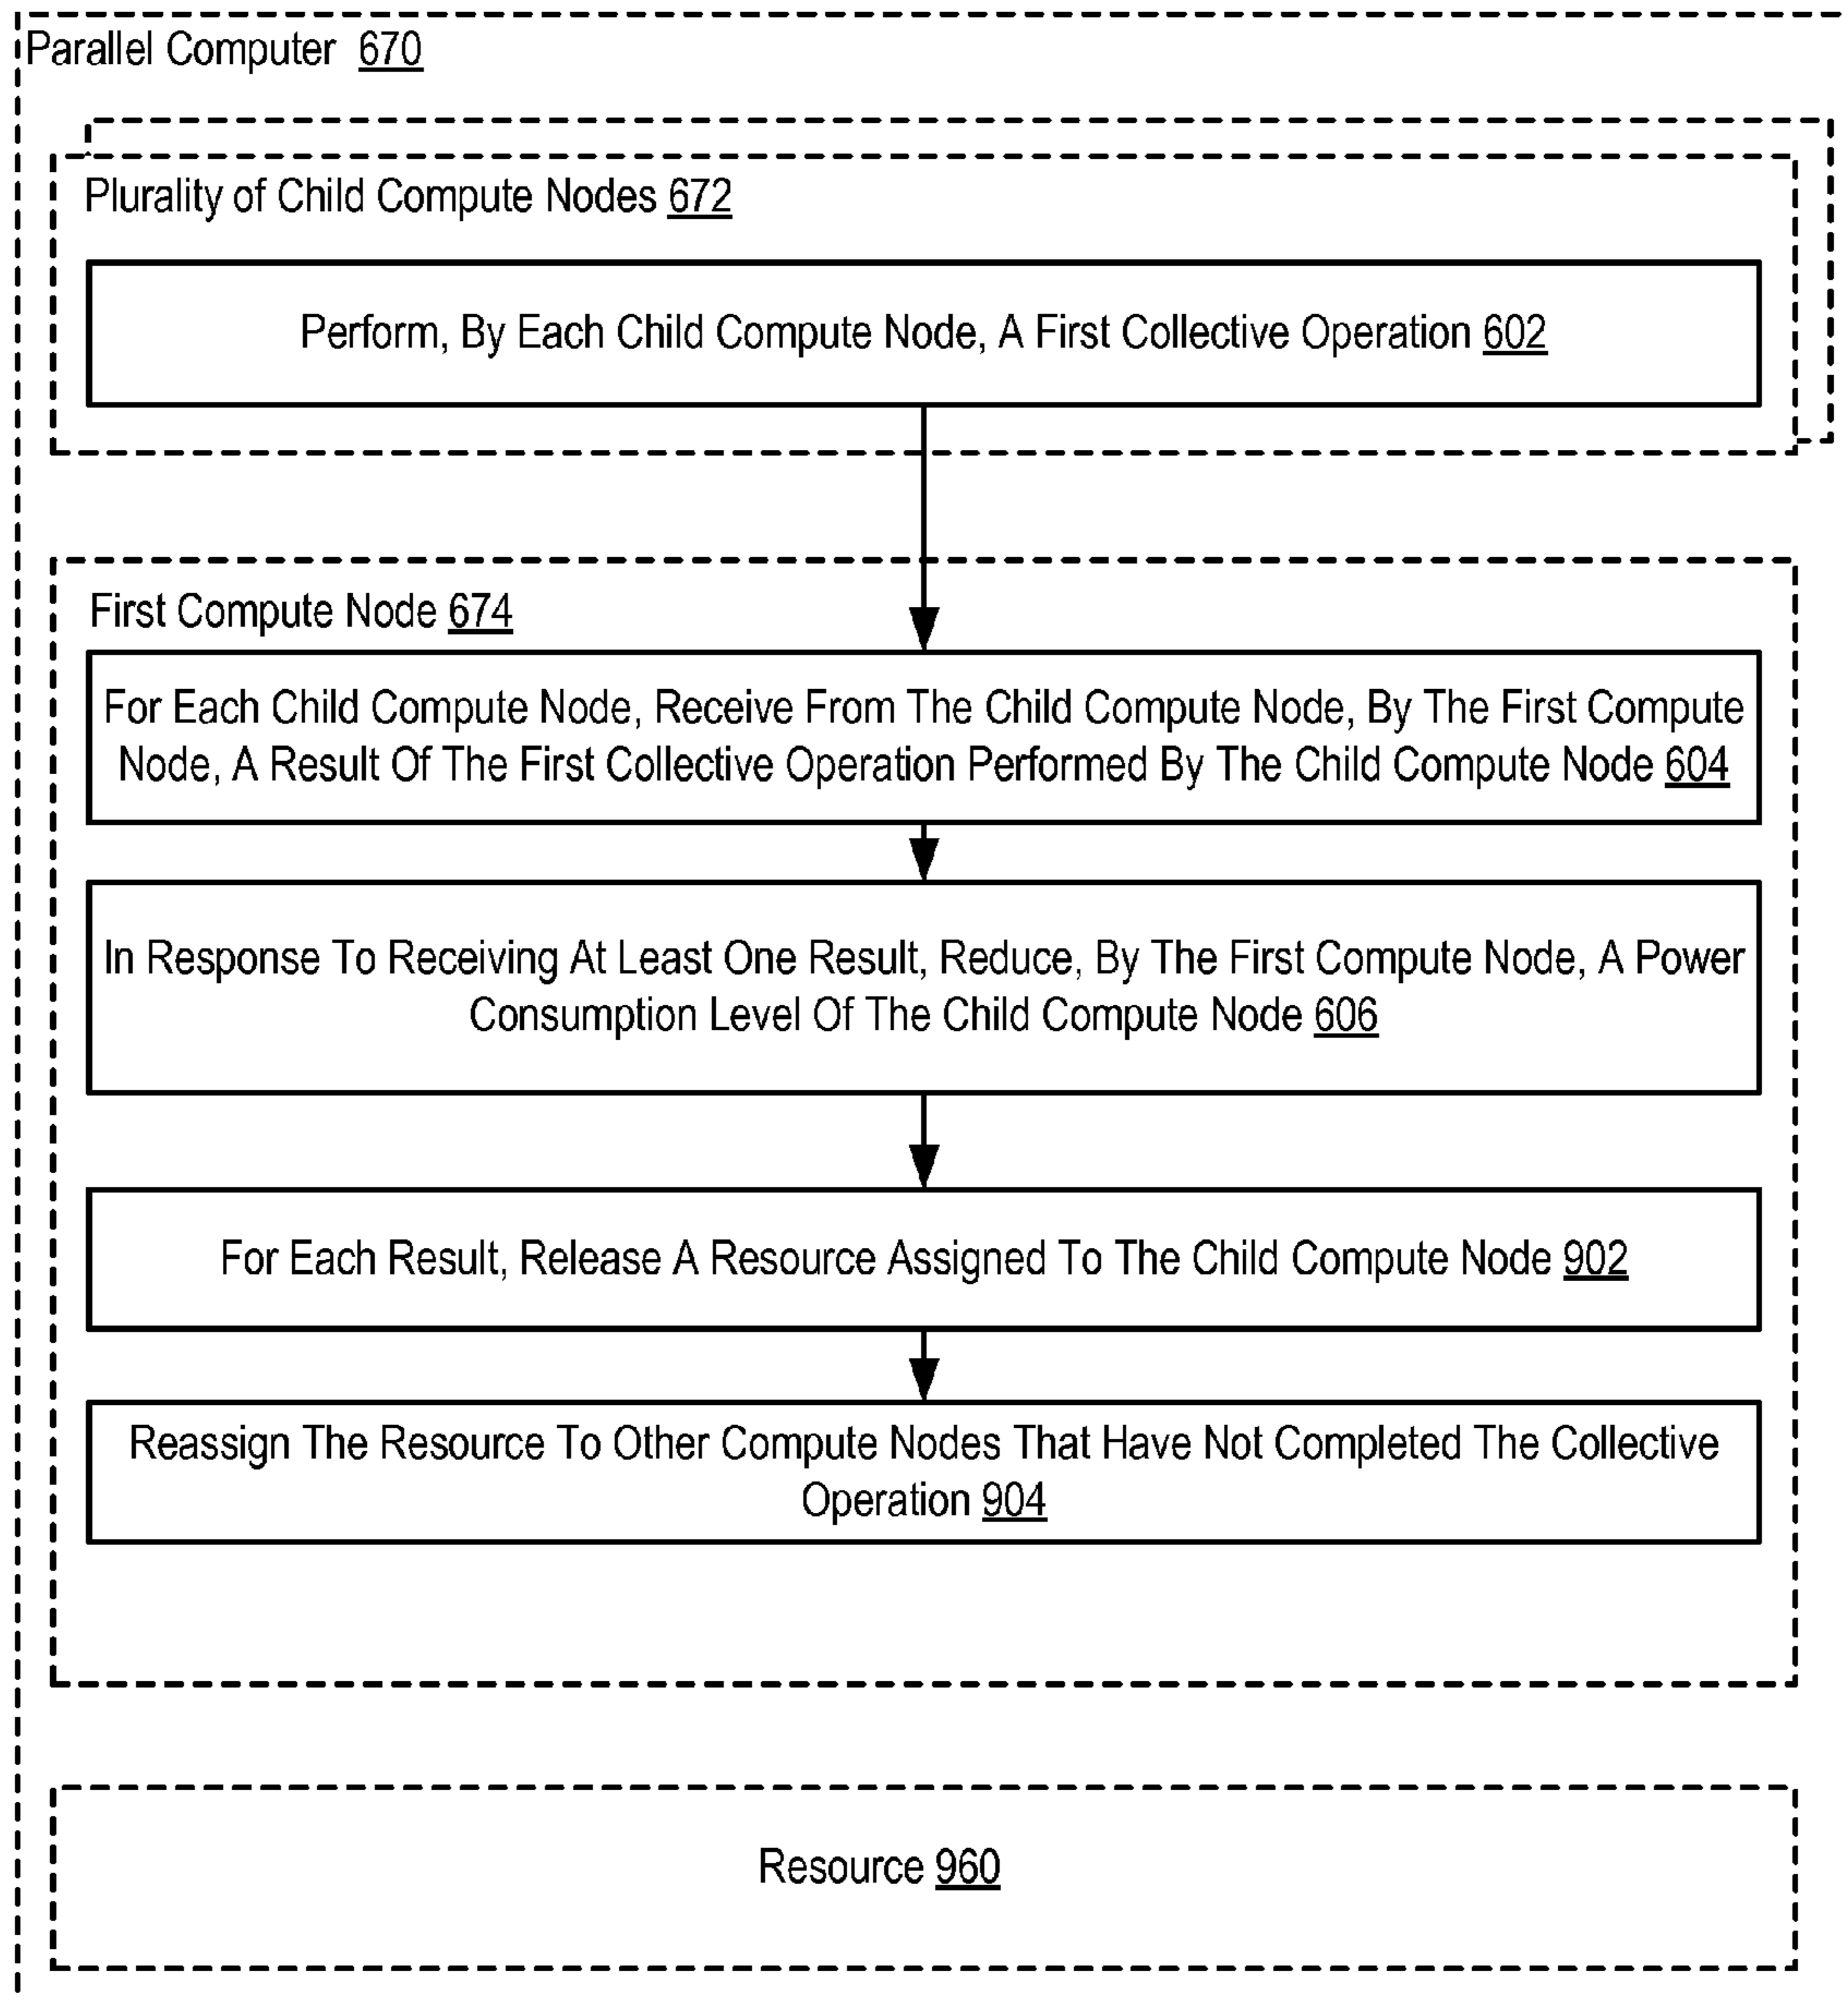 Parallel Computer 670
Plurality of Child Compute Nodes 672
Perform, By Each Child Compute Node, A First Collective Operation 602
First Compute Node 674
For Each Child Compute Node, Receive From The Child Compute Node, By The First Compute
Node, A Result Of The First Collective Operation Performed By The Child Compute Node 604
In Response To Receiving At Least One Result, Reduce, By The First Compute Node, A Power
Consumption Level Of The Child Compute Node 606
For Each Result, Release A Resource Assigned To The Child Compute Node 902
Reassign The Resource To Other Compute Nodes That Have Not Completed The Collective
Operation 904
Resource 960